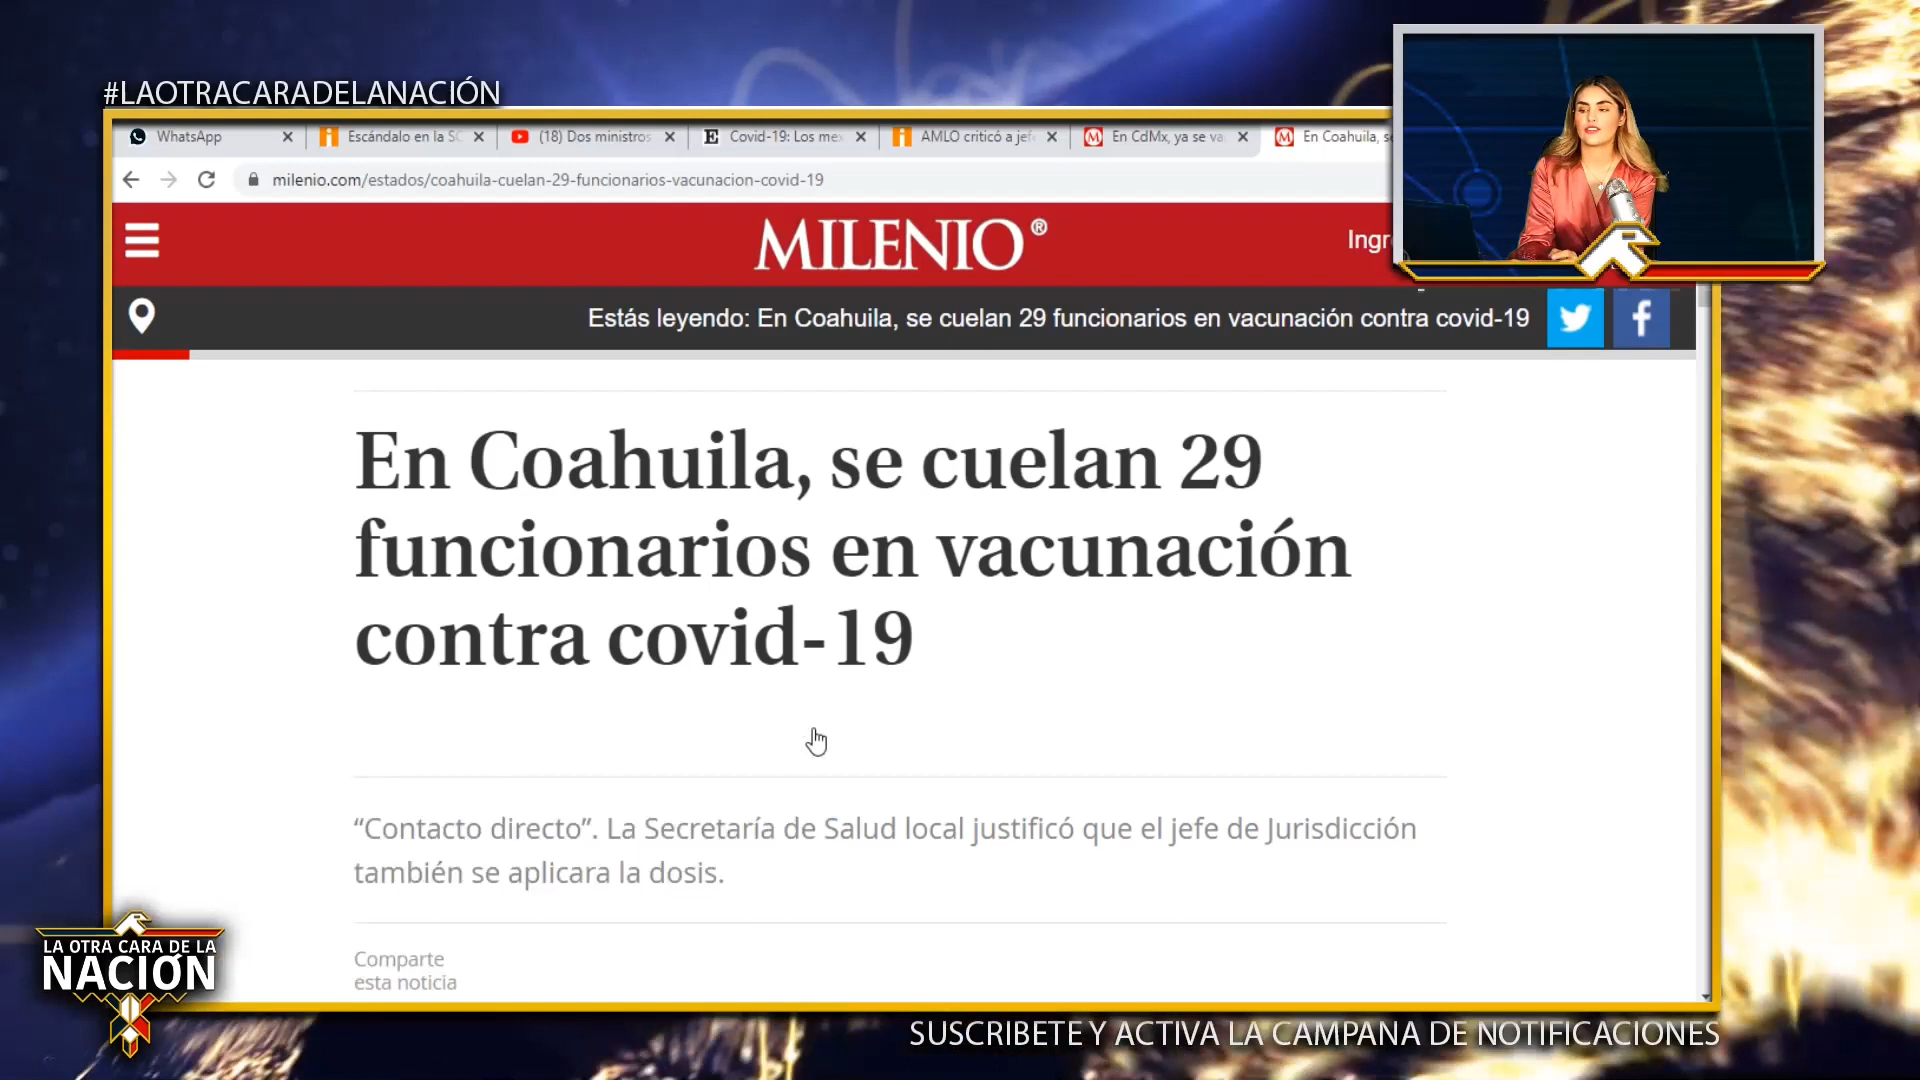 #LAOTRACARADELANACIÓN
WhatsApp
Escándalo en la SC
(18) Dos ministros
Covid-19: Los mex
AMLO criticó a jef
En CdMx, ya se va
En Coahuila, se
milenio.com/estados/coahuila-cuelan-29-funcionarios-vacunacion-covid-19
MILENIO®
Ingr
Estás leyendo: En Coahuila, se cuelan 29 funcionarios en vacunación contra covid-19
En Coahuila, se cuelan 29
funcionarios en vacunación
contra covid-19
“Contacto directo”. La Secretaría de Salud local justificó que el jefe de Jurisdicción
también se aplicara la dosis.
Comparte
esta noticia
LA OTRA CARA DE LA
NACIÓN
SUSCRIBETE Y ACTIVA LA CAMPANA DE NOTIFICACIONES